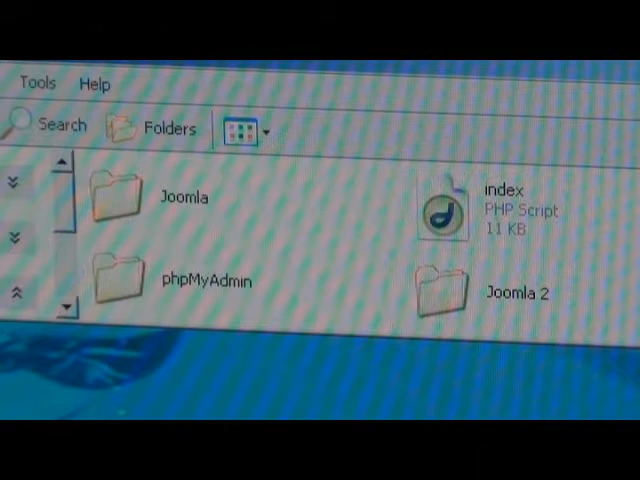 Tools Help
Search Folders
Joomla
index
PHP Script
11 KB
phpMyAdmin
Joomla 2